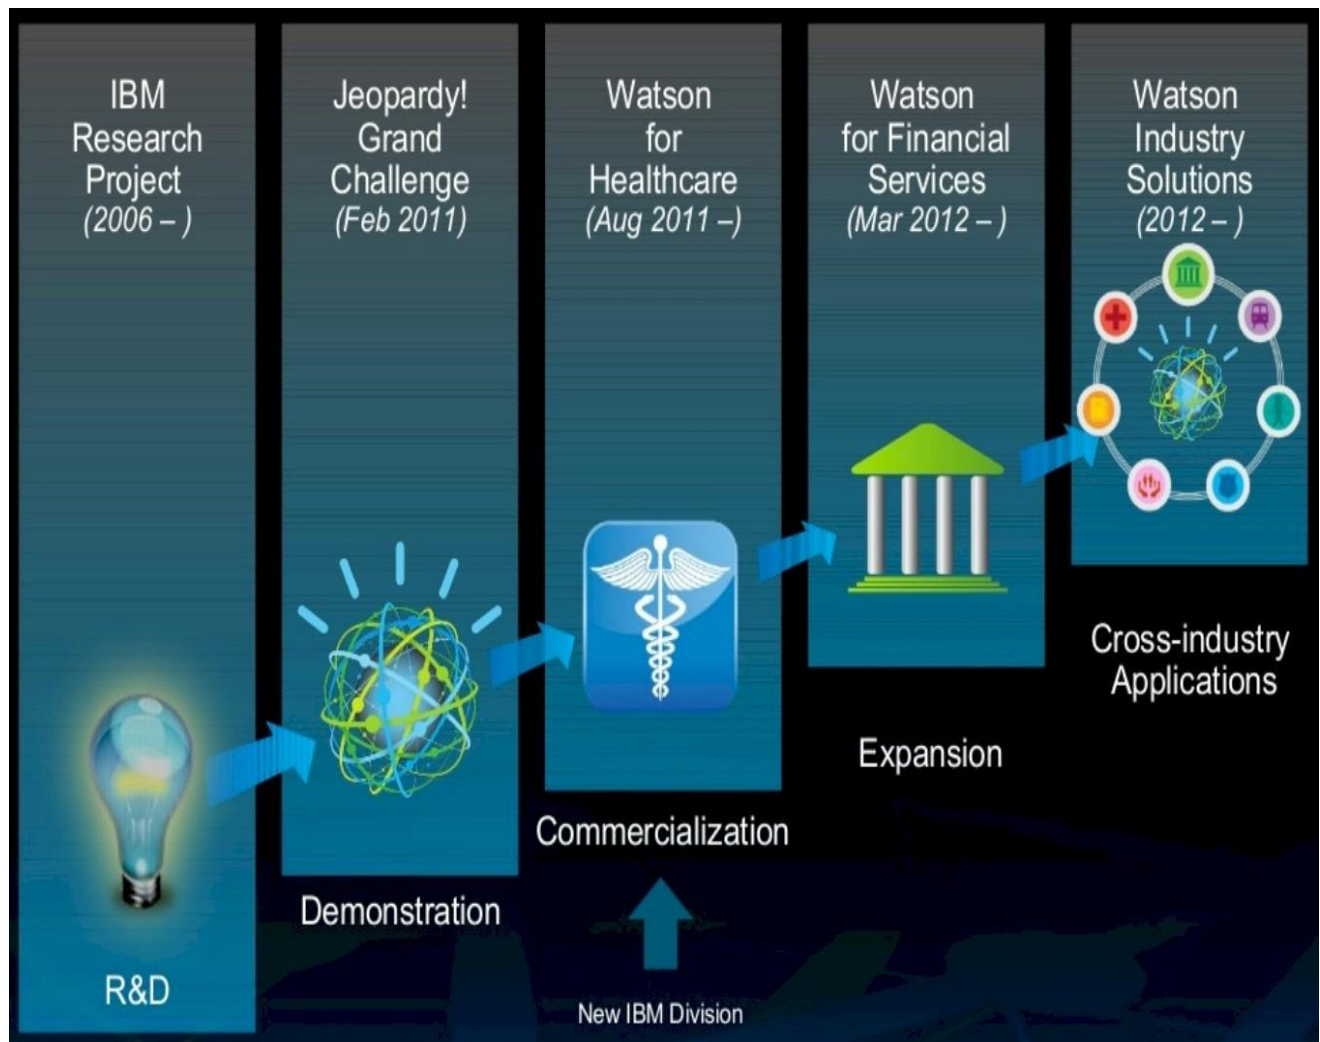 IBM
Research
Project
(2006 – )
R&D
Jeopardy!
Grand
Challenge
(Feb 2011)
Demonstration
Watson
for
Healthcare
(Aug 2011 –)
Commercialization
New IBM Division
Watson
for Financial
Services
(Mar 2012 – )
Expansion
Watson
Industry
Solutions
(2012 – )
Cross-industry
Applications